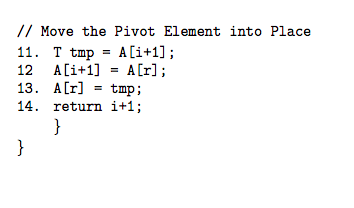 // Move the Pivot Element into Place
11. T tmp = A[i+1];
12 A[i+1] = A[r];
13. A[r] = tmp;
14. return i+1;
}
}